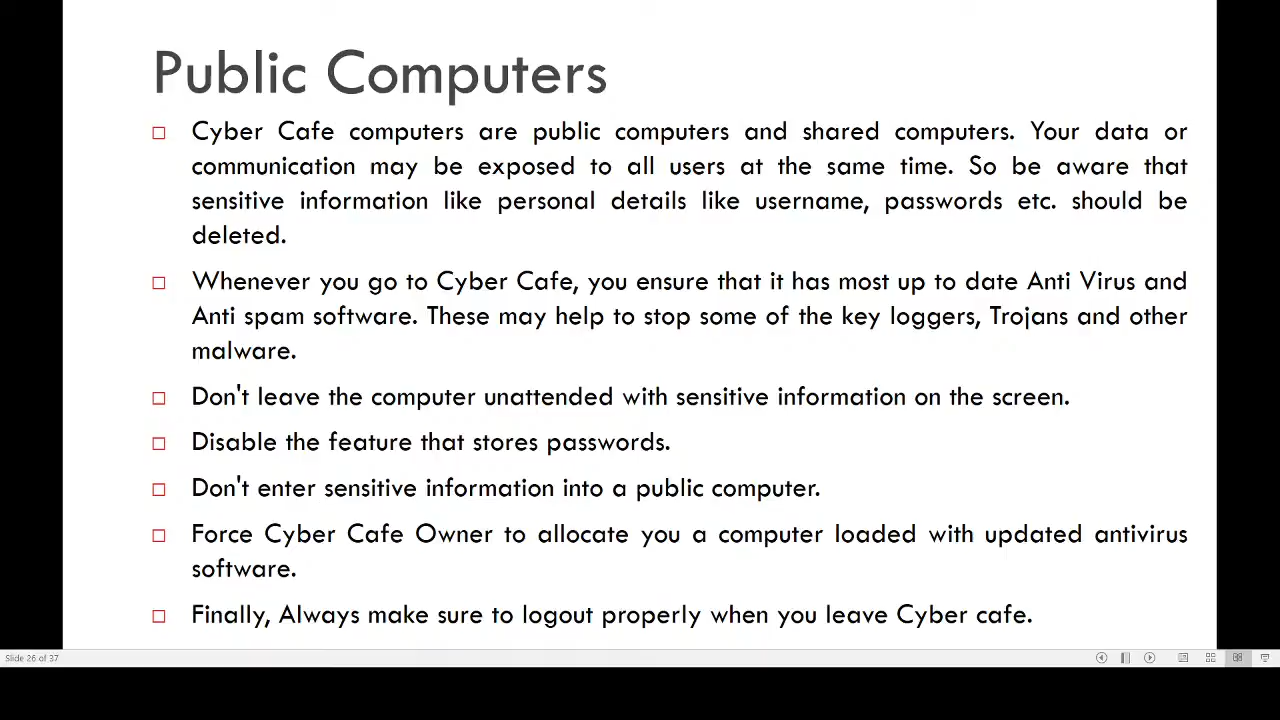 Public Computers
Cyber Cafe computers are public computers and shared computers. Your data or
communication may be exposed to all users at the same time. So be aware that
sensitive information like personal details like username, passwords etc. should be
deleted.
Whenever you go to Cyber Cafe, you ensure that it has most up to date Anti Virus and
Anti spam software. These may help to stop some of the key loggers, Trojans and other
malware.
Don't leave the computer unattended with sensitive information on the screen.
Disable the feature that stores passwords.
Don't enter sensitive information into a public computer.
Force Cyber Cafe Owner to allocate you a computer loaded with updated antivirus
software.
Finally, Always make sure to logout properly when you leave Cyber cafe.
Slide 26 of 37